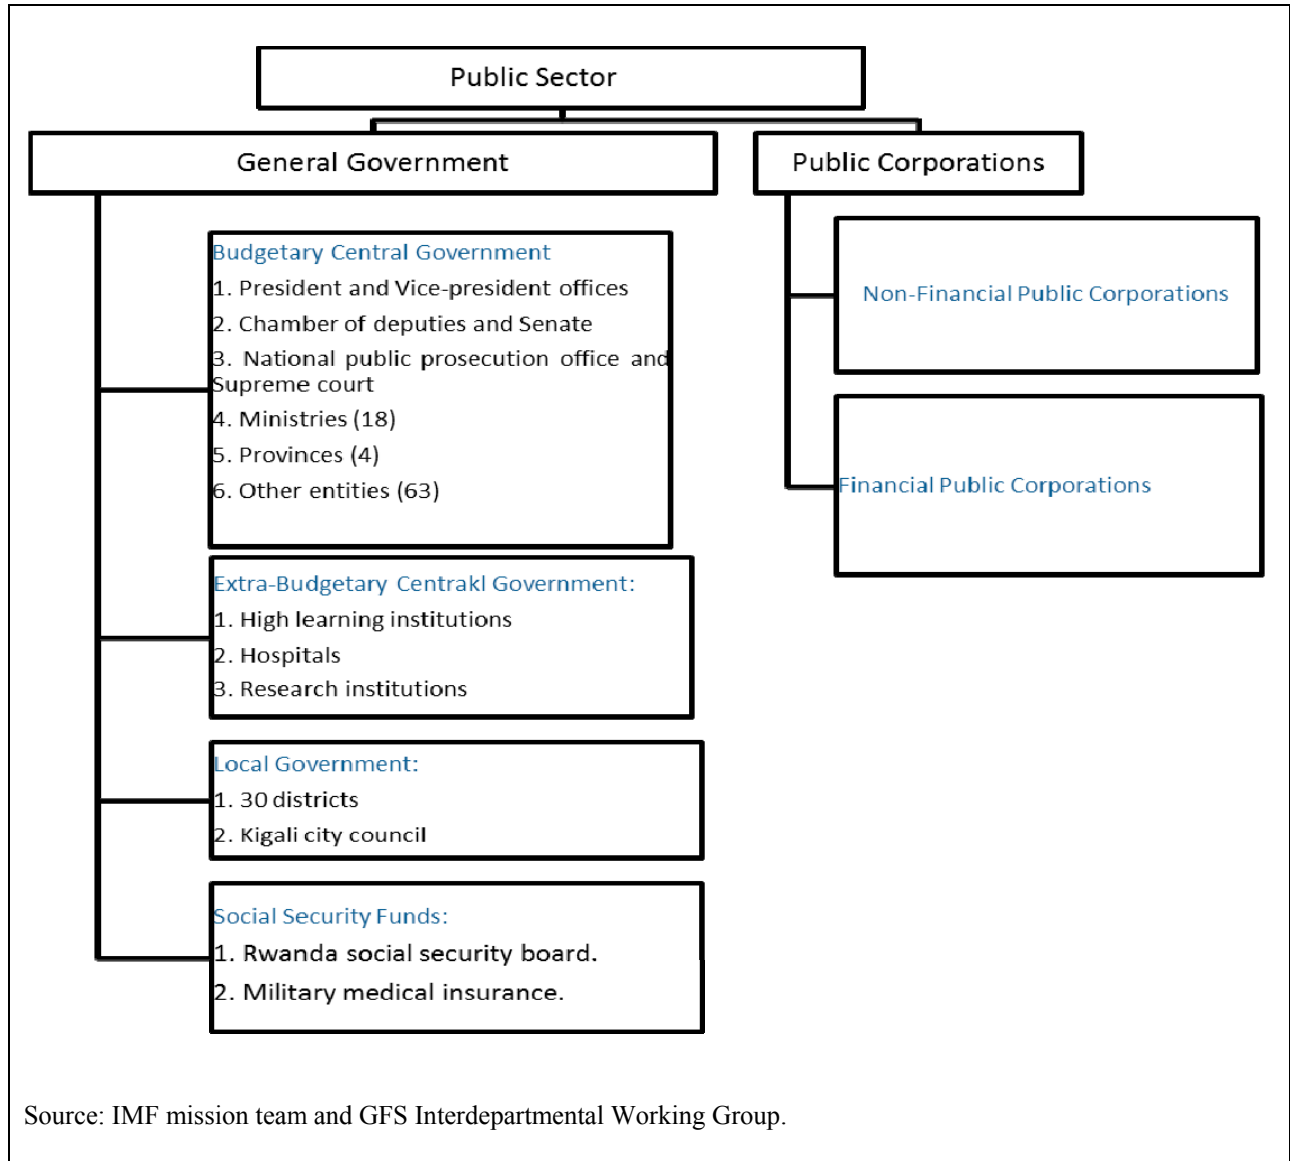 Public Sector
General Government
Public Corporations
Budgetary Central Government
1. President and Vice-president offices
2. Chamber of deputies and Senate
3. National public prosecution office and
Supreme court
4. Ministries (18)
5. Provinces (4)
6. Other entities (63)
Extra-Budgetary Centrakl Government:
1. High learning institutions
2. Hospitals
3. Research institutions
Local Government:
1. 30 districts
2. Kigali city council
Social Security Funds:
1. Rwanda social security board.
2. Military medical insurance.
Non-Financial Public Corporations
Financial Public Corporations
Source: IMF mission team and GFS Interdepartmental Working Group.